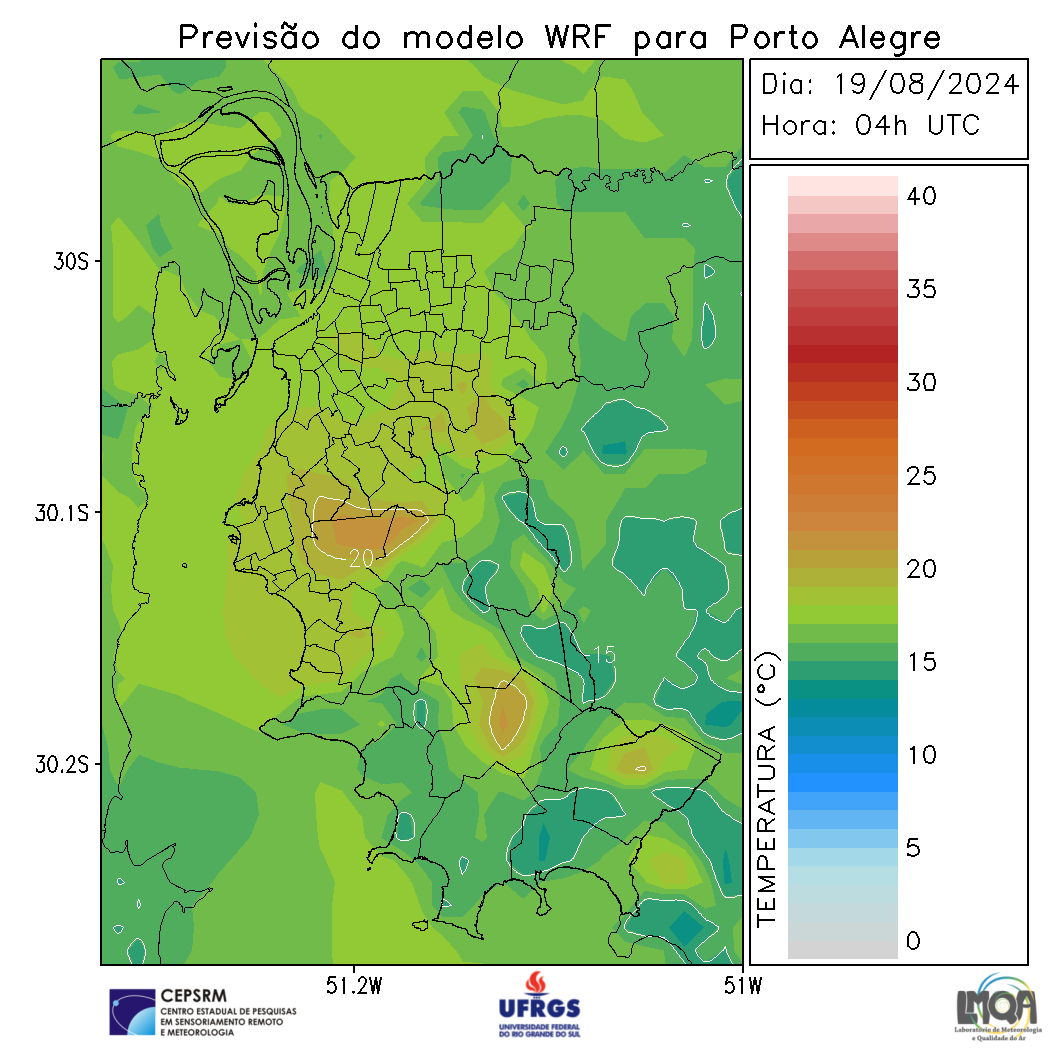 Previsão do modelo WRF para Porto Alegre
Dia: 19/08/2024
Hora: 04h UTC
40
35
30
25
20
15
10
5
0
TEMPERATURA (°C)
30S
30.1S
30.2S
51.2W
51W
20
15
CEPSRM
CENTRO ESTADUAL DE PESQUISAS
EM SENSORIAMENTO REMOTO
E METEOROLOGIA
UFRGS
UNIVERSIDADE FEDERAL
DO RIO GRANDE DO SUL
LMQA
Laboratório de Meteorologia
e Qualidade do Ar